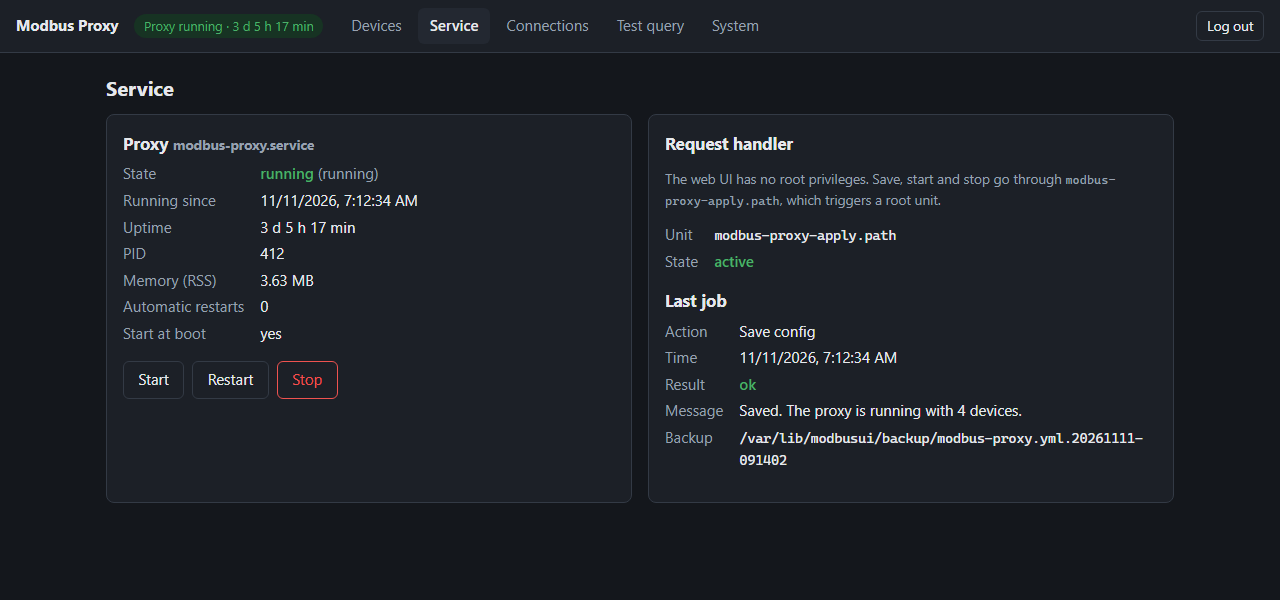 Modbus Proxy
Proxy running · 3 d 5 h 17 min
Devices
Service
Connections
Test query
System
Log out
Service
Proxy modbus-proxy.service
State running (running)
Running since 11/11/2026, 7:12:34 AM
Uptime 3 d 5 h 17 min
PID 412
Memory (RSS) 3.63 MB
Automatic restarts 0
Start at boot yes
Start
Restart
Stop
Request handler
The web UI has no root privileges. Save, start and stop go through modbus-
proxy-apply.path, which triggers a root unit.
Unit modbus-proxy-apply.path
State active
Last job
Action Save config
Time 11/11/2026, 7:12:34 AM
Result ok
Message Saved. The proxy is running with 4 devices.
Backup /var/lib/modbusui/backup/modbus-proxy.yml.20261111-
091402